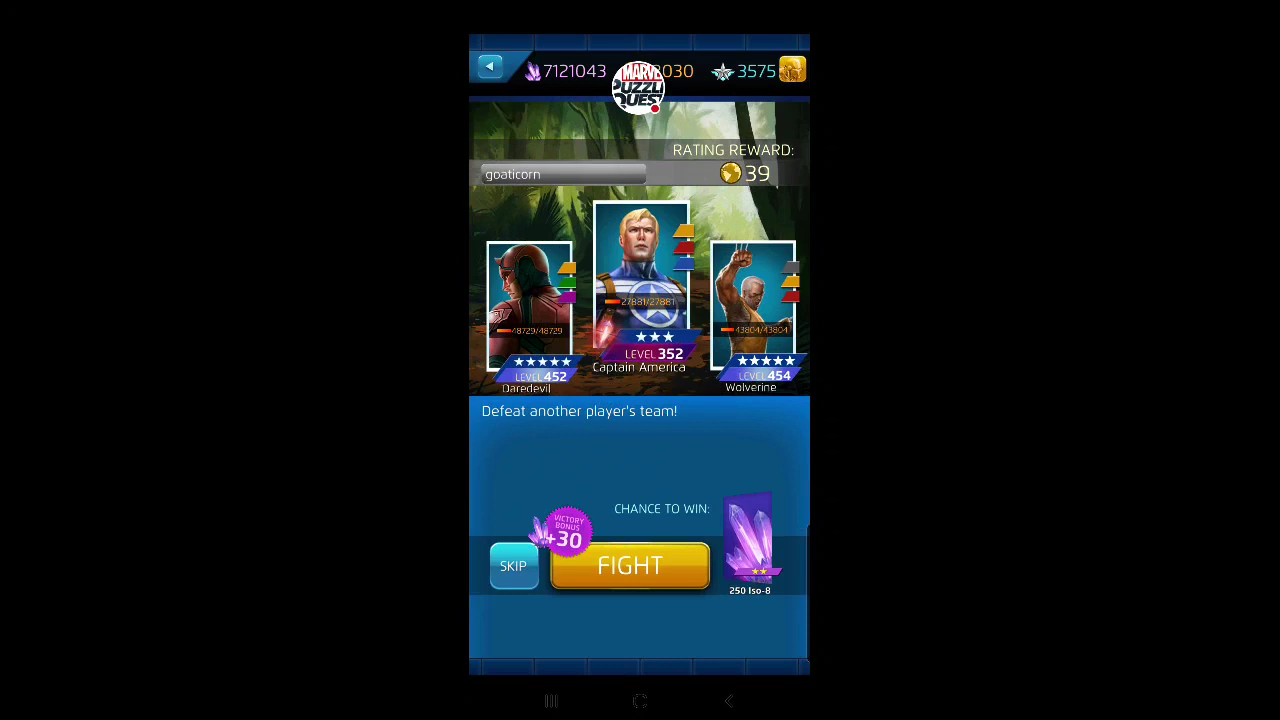 7121043
3030
3575
MARVEL
PUZZLE
QUEST
RATING REWARD:
goaticorn
39
27881/27881
48729/48729
43804/43804
LEVEL 352
Captain America
LEVEL 452
Daredevil
LEVEL 454
Wolverine
Defeat another player's team!
CHANCE TO WIN:
VICTORY
BONUS
+30
SKIP
FIGHT
250 Iso-8